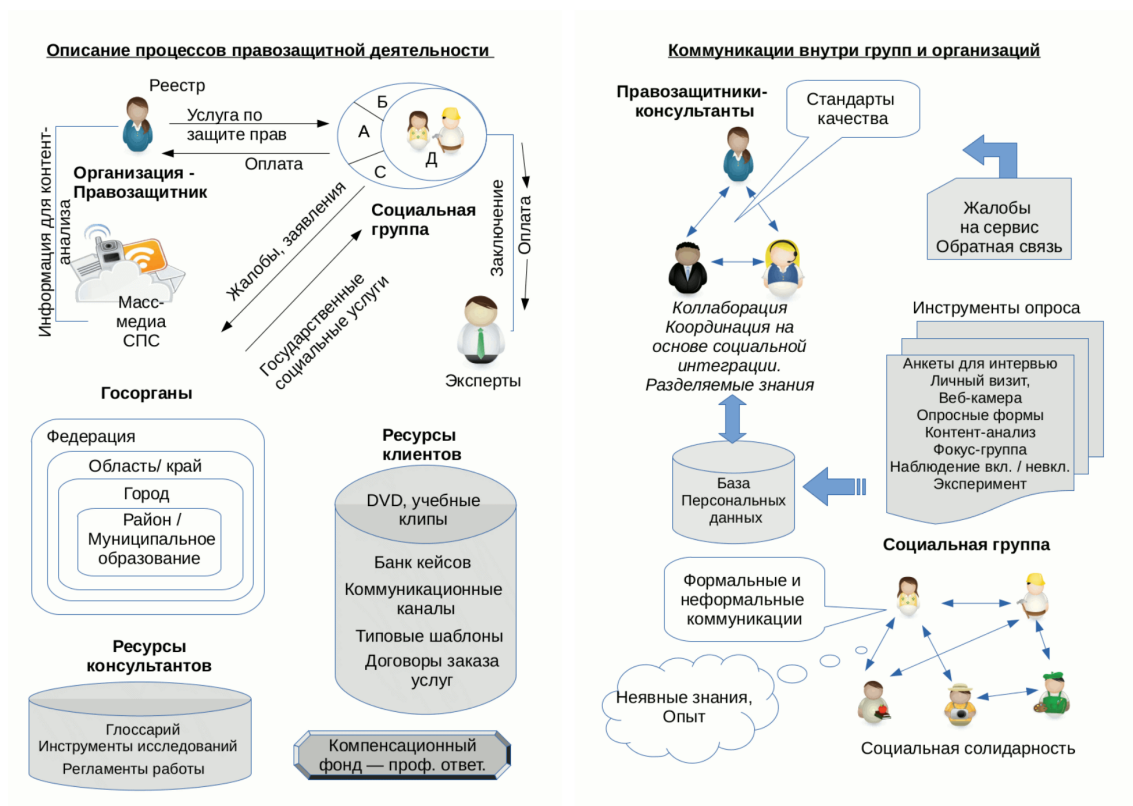 Описание процессов правозащитной деятельности
Реестр
Услуга по
защите прав
Оплата
Организация -
Правозащитник
Информация для контент-
анализа
Масс-
медиа
СПС
Б
А
С
Д
Социальная
группа
Жалобы, заявления
Государственные
социальные услуги
Заключение
Оплата
Эксперты
Госорганы
Федерация
Область/ край
Город
Район /
Муниципальное
образование
Ресурсы
клиентов
DVD, учебные
клипы
Банк кейсов
Коммуникационные
каналы
Типовые шаблоны
Договоры заказа
услуг
Ресурсы
консультантов
Глоссарий
Инструменты исследований
Регламенты работы
Компенсационный
фонд — проф. ответ.
Коммуникации внутри групп и организаций
Правозащитники-
консультанты
Стандарты
качества
Жалобы
на сервис
Обратная связь
Коллаборация
Координация на
основе социальной
интеграции.
Разделяемые знания
Инструменты опроса
Анкеты для интервью
Личный визит,
Веб-камера
Опросные формы
Контент-анализ
Фокус-группа
Наблюдение вкл. / невкл.
Эксперимент
База
Персональных
данных
Социальная группа
Формальные и
неформальные
коммуникации
Неявные знания,
Опыт
Социальная солидарность